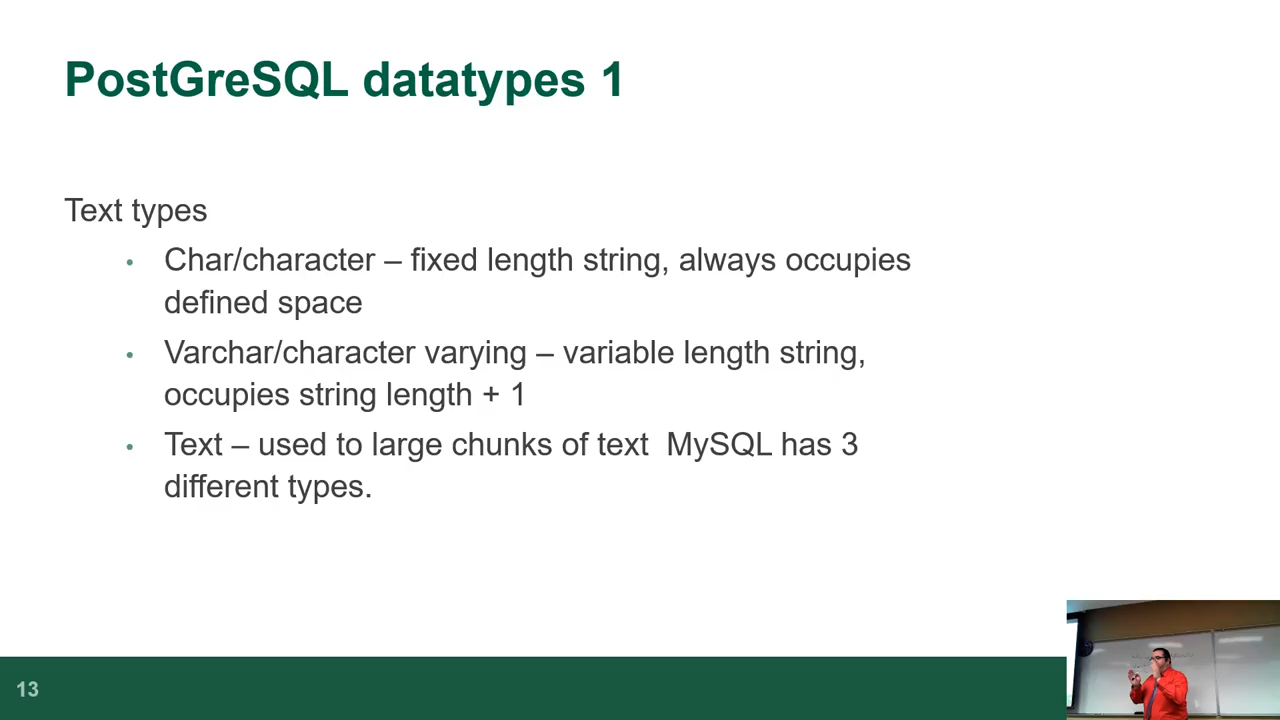 PostGreSQL datatypes 1
Text types
• Char/character – fixed length string, always occupies
defined space
• Varchar/character varying – variable length string,
occupies string length + 1
• Text – used to large chunks of text  MySQL has 3
different types.
13